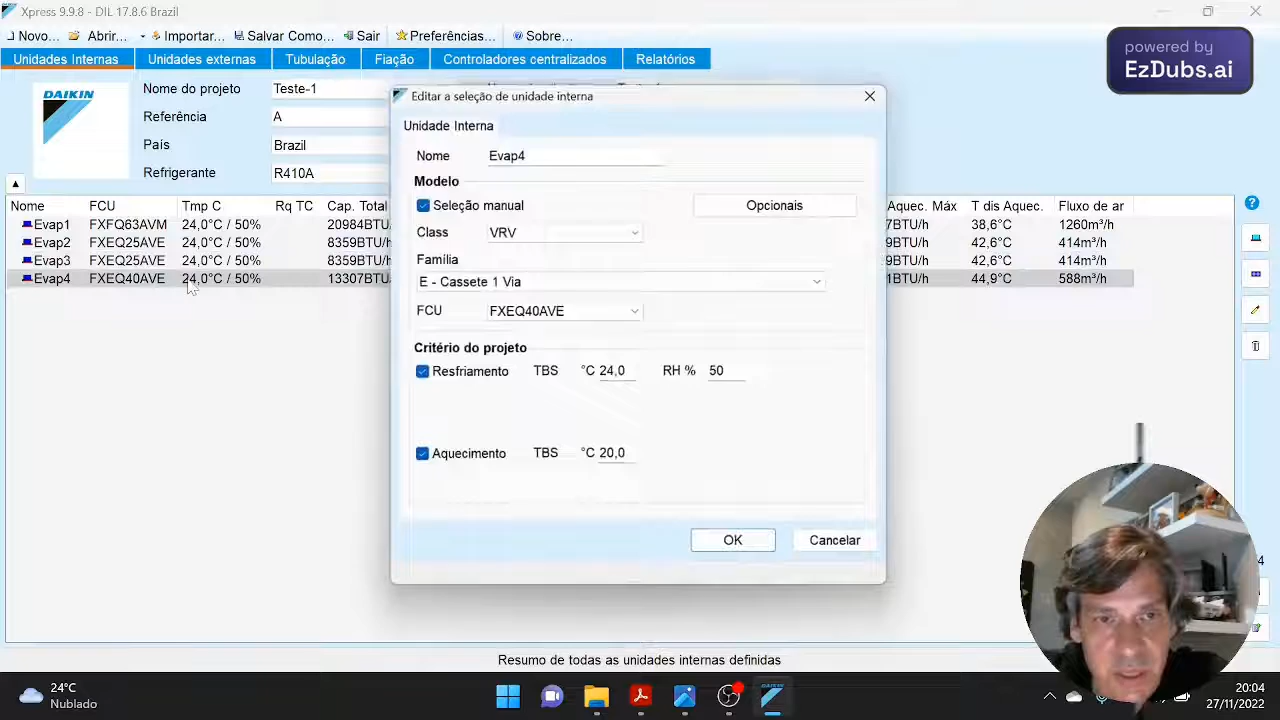 Xpress 9.9.8 - DIL 17.8.6 Brazil
Novo... Abrir... Importar... Salvar Como... Sair Preferências... Sobre...
Unidades Internas Unidades externas Tubulação Fiação Controladores centralizados Relatórios
powered by
EzDubs.ai
DAIKIN
Nome do projeto Teste-1
Referência A
País Brazil
Refrigerante R410A
Nome FCU Tmp C Rq TC Cap. Total Aquec. Máx T dis Aquec. Fluxo de ar
Evap1 FXFQ63AVM 24,0°C / 50% 20984BTU 7BTU/h 38,6°C 1260m³/h
Evap2 FXEQ25AVE 24,0°C / 50% 8359BTU/ 9BTU/h 42,6°C 414m³/h
Evap3 FXEQ25AVE 24,0°C / 50% 8359BTU/ 9BTU/h 42,6°C 414m³/h
Evap4 FXEQ40AVE 24,0°C / 50% 13307BTU BTU/h 44,9°C 588m³/h
Editar a seleção de unidade interna
Unidade Interna
Nome Evap4
Modelo
Seleção manual Opcionais
Class VRV
Família
E - Cassete 1 Via
FCU FXEQ40AVE
Critério do projeto
Resfriamento TBS °C 24,0 RH % 50
Aquecimento TBS °C 20,0
OK Cancelar
Resumo de todas as unidades internas definidas
24°C
Nublado
20:04
27/11/2022